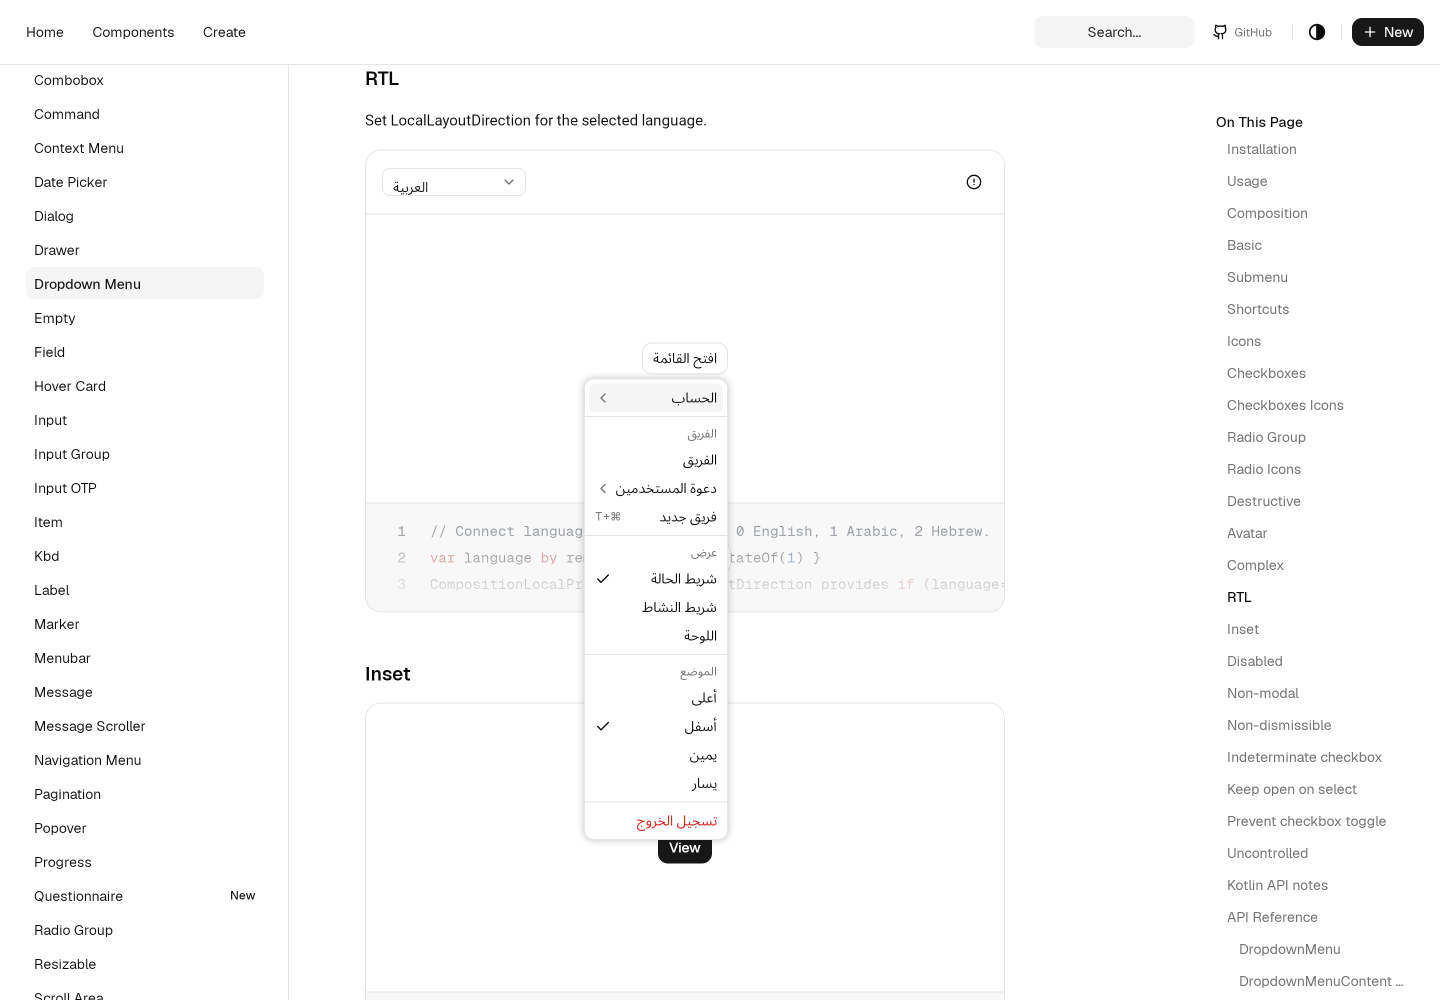 Home
Components
Create
Search...
GitHub
New
Combobox
Command
Context Menu
Date Picker
Dialog
Drawer
Dropdown Menu
Empty
Field
Hover Card
Input
Input Group
Input OTP
Item
Kbd
Label
Marker
Menubar
Message
Message Scroller
Navigation Menu
Pagination
Popover
Progress
Questionnaire New
Radio Group
Resizable
Scroll Area
RTL
Set LocalLayoutDirection for the selected language.
العربية
افتح القائمة
الحساب
الفريق
الفريق
دعوة المستخدمين
فريق جديد T+⌘
عرض
شريط الحالة
شريط النشاط
اللوحة
الموضع
أعلى
أسفل
يمين
يسار
تسجيل الخروج
1 // Connect 0 English, 1 Arabic, 2 Hebrew.
2 var language by (1) }
3 provides if (language=
Inset
View
On This Page
Installation
Usage
Composition
Basic
Submenu
Shortcuts
Icons
Checkboxes
Checkboxes Icons
Radio Group
Radio Icons
Destructive
Avatar
Complex
RTL
Inset
Disabled
Non-modal
Non-dismissible
Indeterminate checkbox
Keep open on select
Prevent checkbox toggle
Uncontrolled
Kotlin API notes
API Reference
DropdownMenu
DropdownMenuContent ...